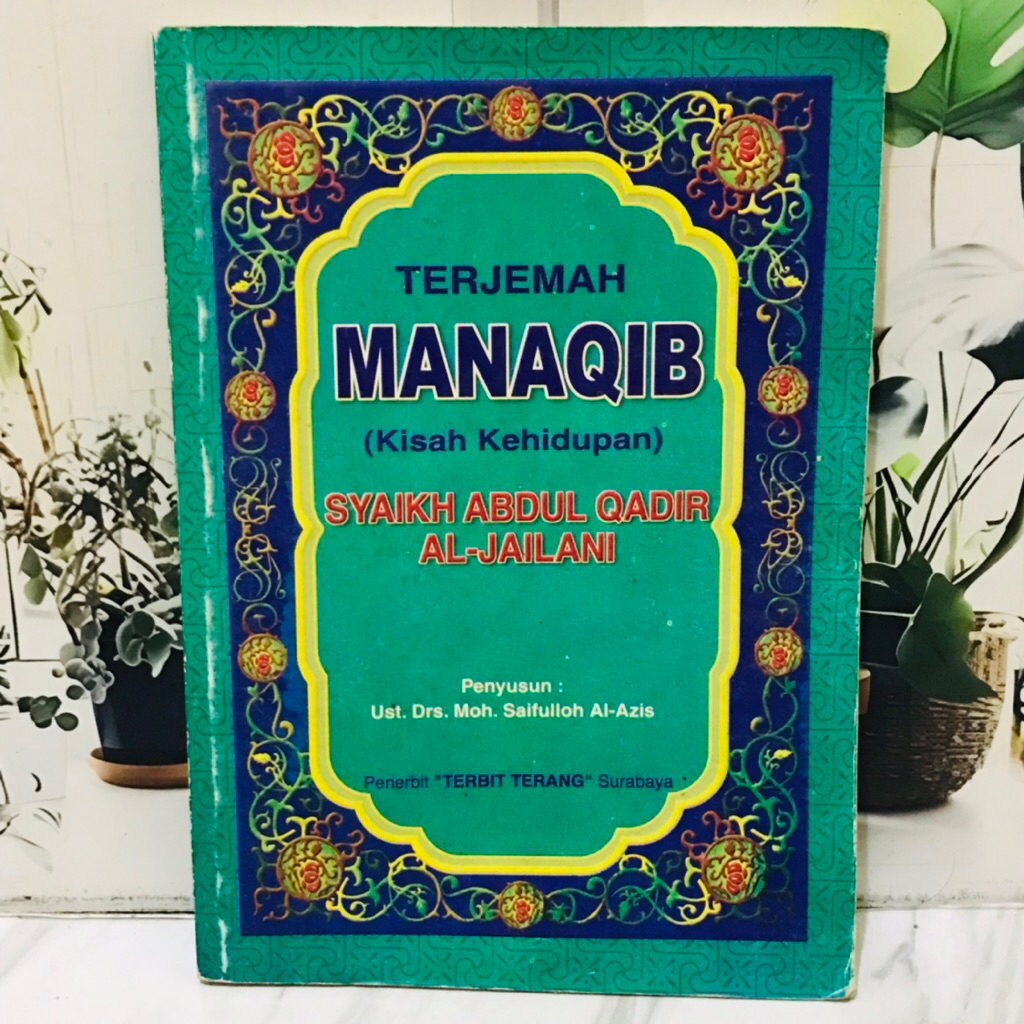 TERJEMAH
MANAQIB
(Kisah Kehidupan)
SYAIKH ABDUL QADIR
AL-JAILANI
Penyusun :
Ust. Drs. Moh. Saifulloh Al-Azis
Penerbit "TERBIT TERANG" Surabaya